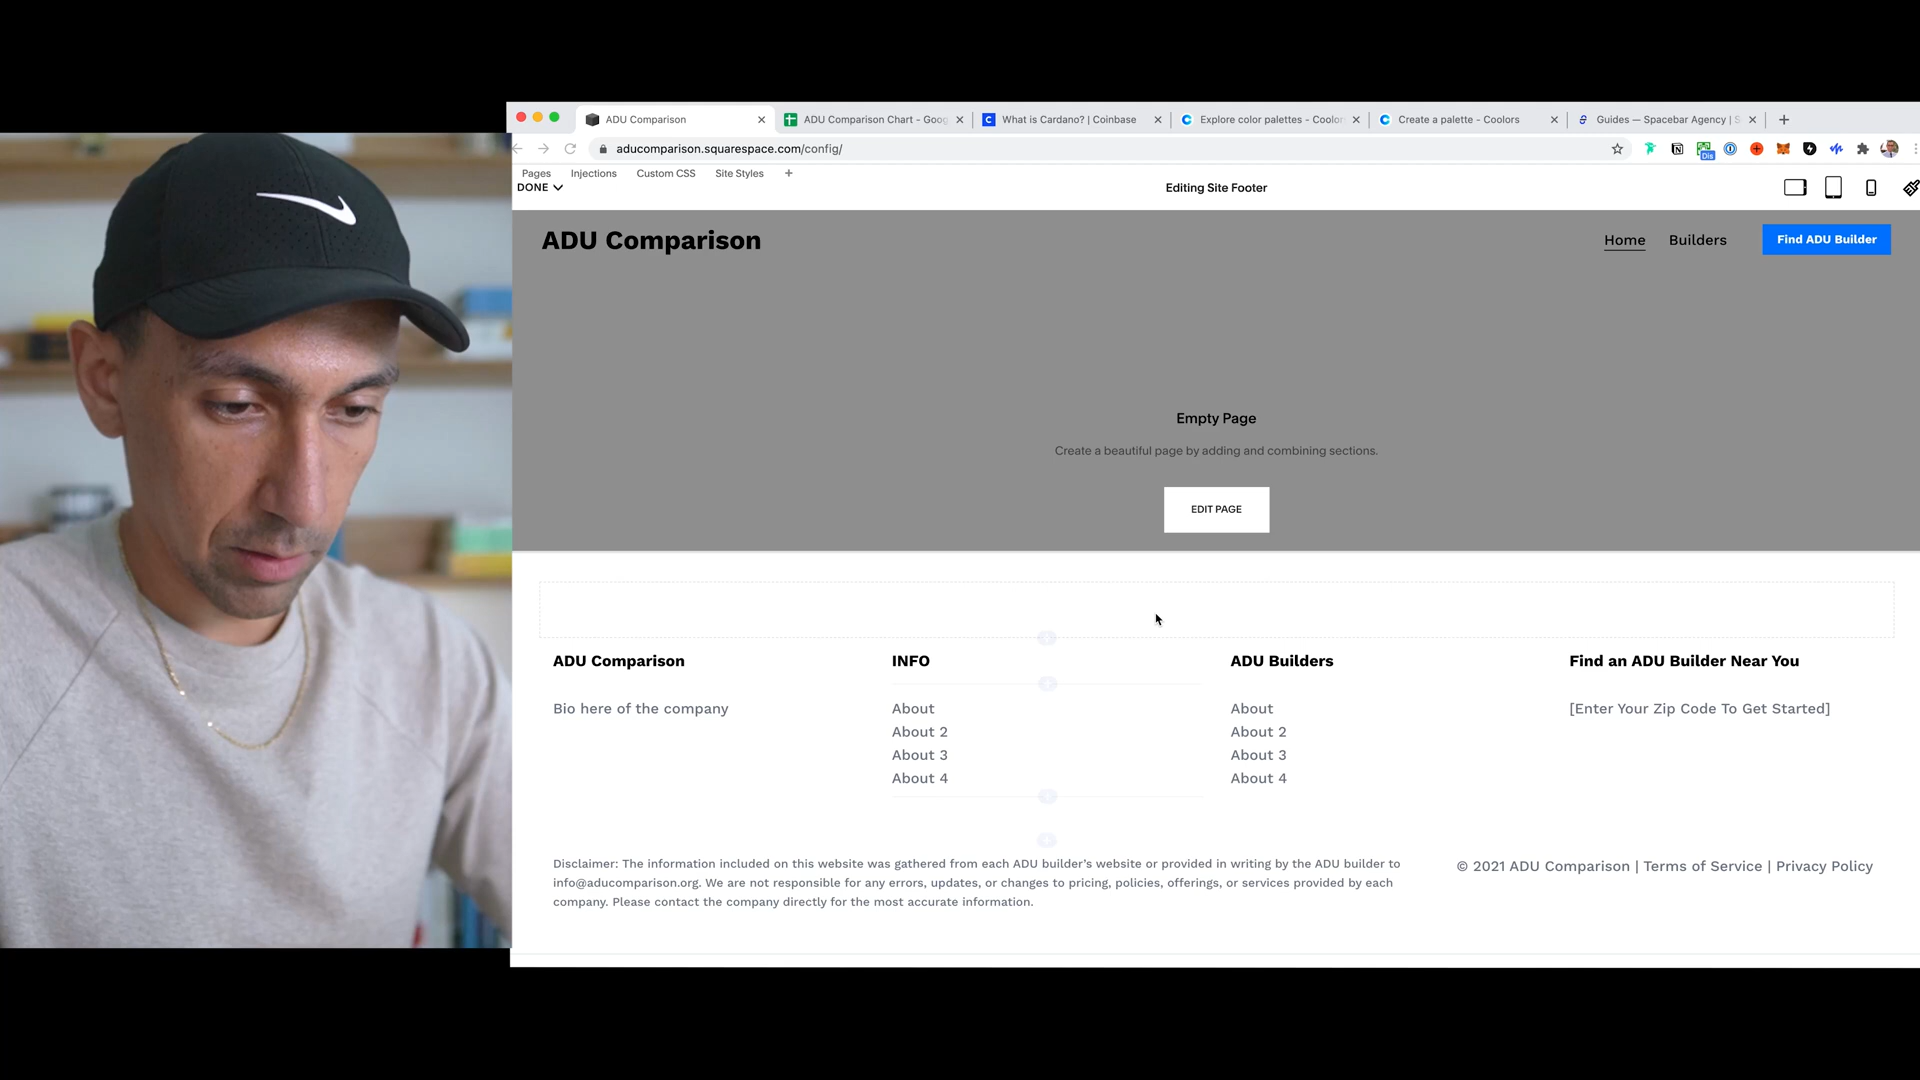 ADU Comparison
ADU Comparison Chart - Goog
What is Cardano? | Coinbase
Explore color palettes - Coolor
Create a palette - Coolors
Guides — Spacebar Agency | S
aducomparison.squarespace.com/config/
Dis
Pages Injections Custom CSS Site Styles +
DONE
Editing Site Footer
ADU Comparison
Home Builders Find ADU Builder
Empty Page
Create a beautiful page by adding and combining sections.
EDIT PAGE
ADU Comparison
Bio here of the company
INFO
About
About 2
About 3
About 4
ADU Builders
About
About 2
About 3
About 4
Find an ADU Builder Near You
[Enter Your Zip Code To Get Started]
Disclaimer: The information included on this website was gathered from each ADU builder’s website or provided in writing by the ADU builder to
info@aducomparison.org. We are not responsible for any errors, updates, or changes to pricing, policies, offerings, or services provided by each
company. Please contact the company directly for the most accurate information.
© 2021 ADU Comparison | Terms of Service | Privacy Policy